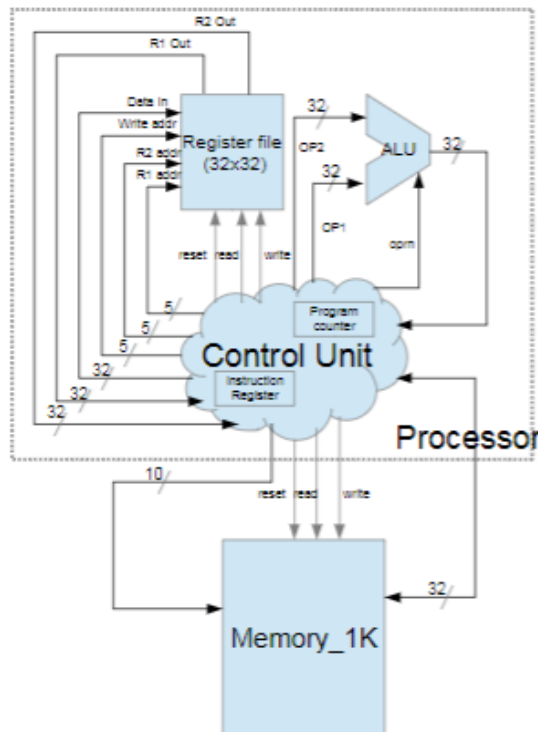 R2 Out
R1 Out
Data In
Write addr
R2 addr
R1 addr
Register file
(32x32)
32
OP2
32
OP1
ALU
32
oprn
reset read write
5
5
5
32
32
32
Program
counter
Control Unit
Instruction
Register
Processor
10
reset read write
32
Memory_1K